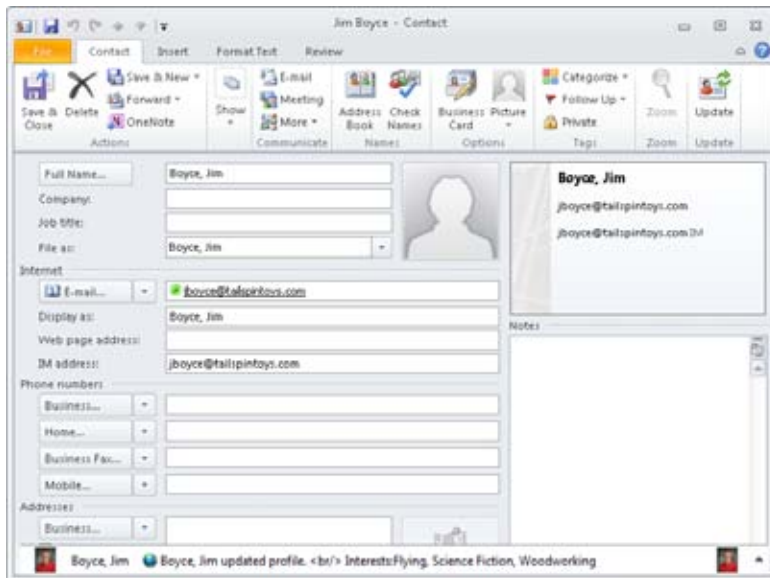 Jim Boyce - Contact
File Contact Insert Format Text Review
Save & Close
Delete
Save & New
Forward
OneNote
Actions
Show
E-mail
Meeting
More
Communicate
Address Book
Check Names
Names
Business Card
Picture
Options
Categorize
Follow Up
Private
Tags
Zoom
Zoom
Update
Update
Full Name... Boyce, Jim
Company:
Job title:
File as: Boyce, Jim
Internet
E-mail... jboyce@tailspintoys.com
Display as: Boyce, Jim
Web page address:
IM address: jboyce@tailspintoys.com
Phone numbers
Business...
Home...
Business Fax...
Mobile...
Addresses
Business...
Boyce, Jim
jboyce@tailspintoys.com
jboyce@tailspintoys.com IM
Notes
Boyce, Jim Boyce, Jim updated profile. <br/> Interests:Flying, Science Fiction, Woodworking